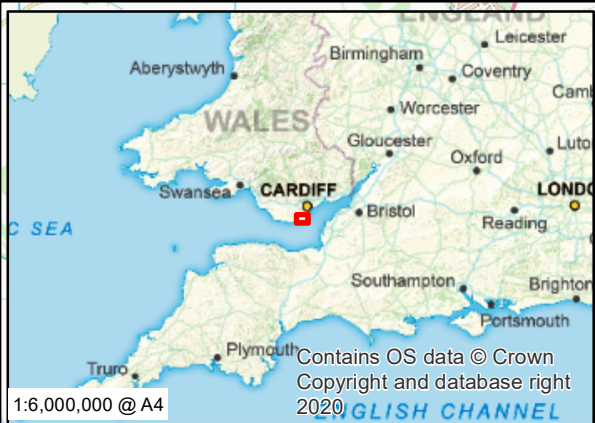 ENGLAND
Leicester
Birmingham
Aberystwyth
Coventry
Camb
Worcester
WALES
Gloucester
Luto
Oxford
Swansea
CARDIFF
LONDO
Bristol
Reading
C SEA
Southampton
Brighton
Portsmouth
Plymouth
Contains OS data © Crown
Copyright and database right
2020
Truro
1:6,000,000 @ A4
ENGLISH CHANNEL